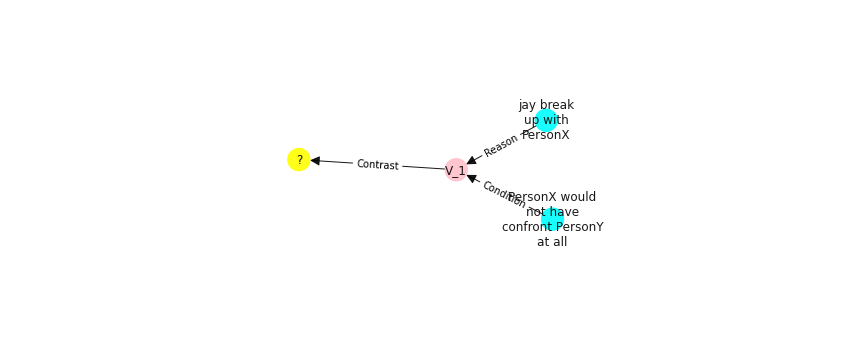 jay break
up with
PersonX
Reason
?
Contrast
V_1
Condition
PersonX would
not have
confront PersonY
at all